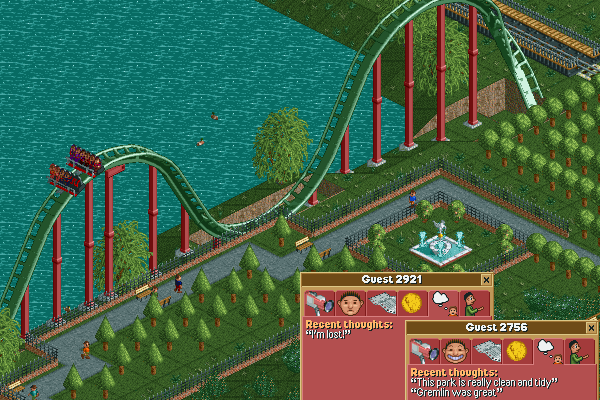 Guest 2921
Recent thoughts:
“I'm lost!”
Guest 2756
Recent thoughts:
“This park is really clean and tidy”
“Gremlin was great”